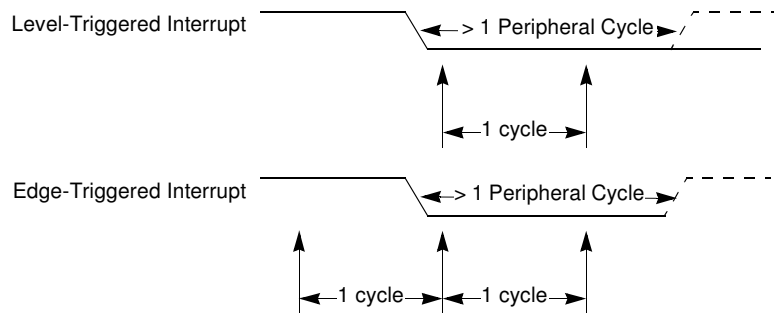 Level-Triggered Interrupt
> 1 Peripheral Cycle
1 cycle
Edge-Triggered Interrupt
> 1 Peripheral Cycle
1 cycle
1 cycle